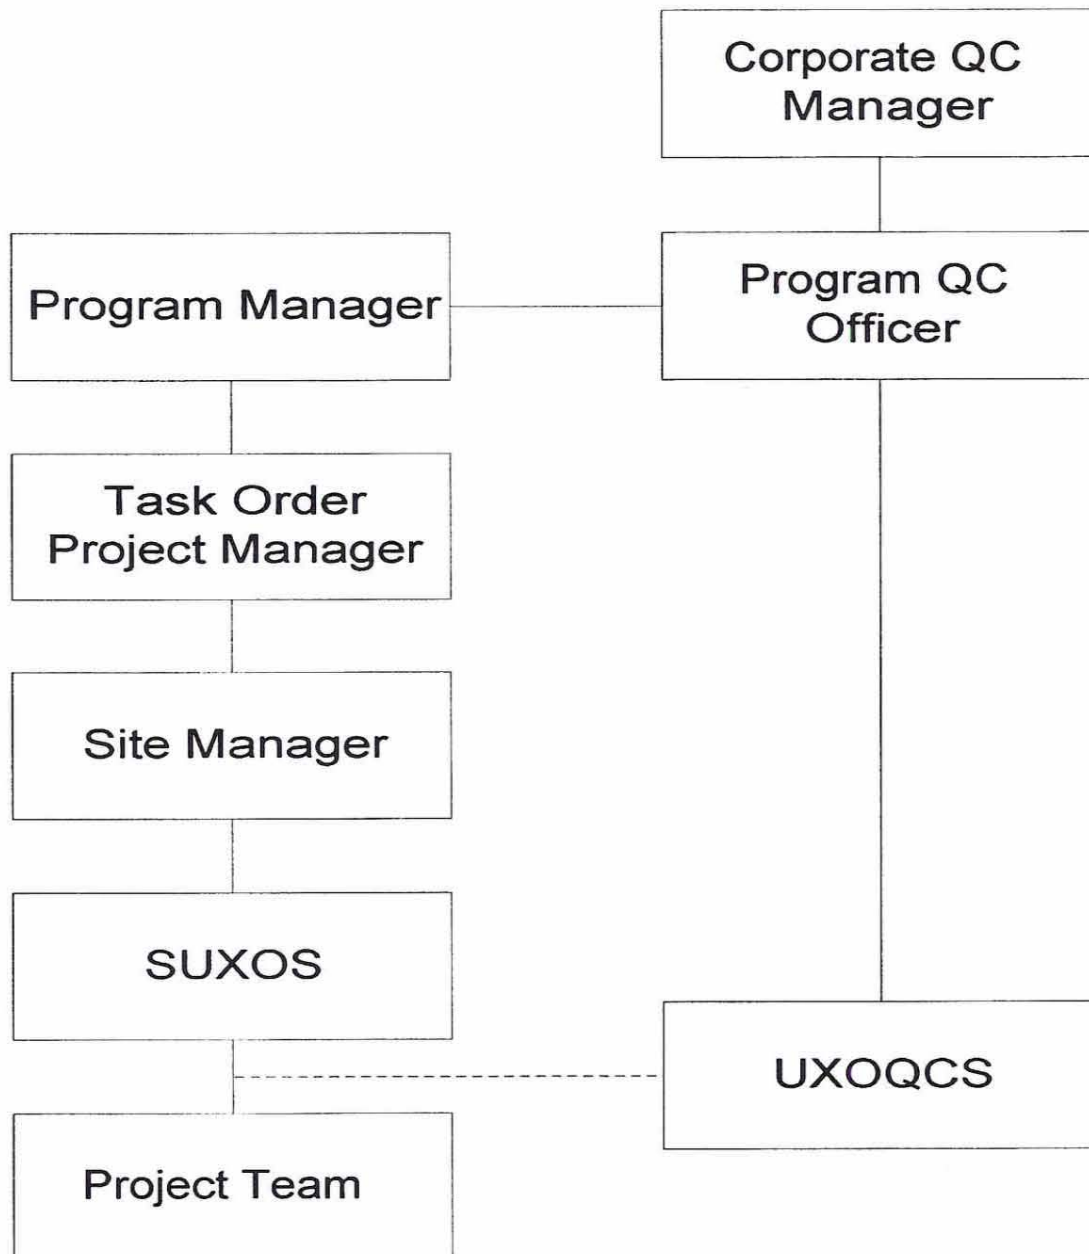 Corporate QC
Manager
Program Manager
Program QC
Officer
Task Order
Project Manager
Site Manager
SUXOS
UXOQCS
Project Team